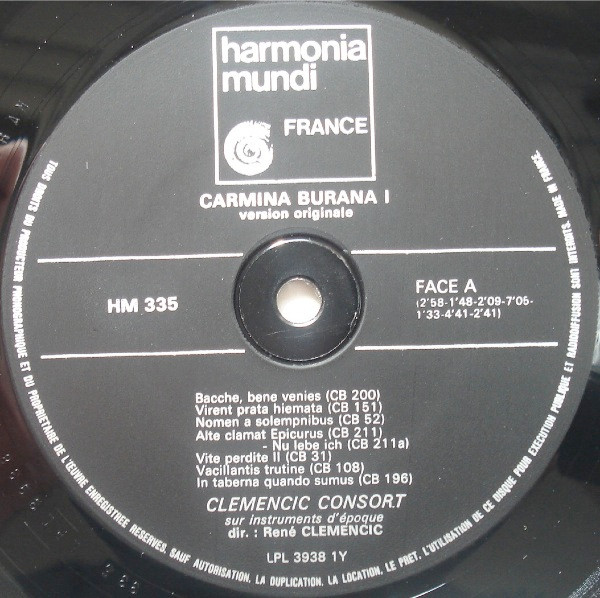 harmonia
mundi
FRANCE
CARMINA BURANA I
version originale
HM 335
FACE A
(2'58-1'48-2'09-7'05-
1'33-4'41-2'41)
Bacche, bene venies (CB 200)
Virent prata hiemata (CB 151)
Nomen a solempnibus (CB 52)
Alte clamat Epicurus (CB 211)
- Nu lebe ich (CB 211a)
Vite perdite II (CB 31)
Vacillantis trutine (CB 108)
In taberna quando sumus (CB 196)
CLEMENCIC CONSORT
sur instruments d'époque
dir. : René CLEMENCIC
LPL 3938 1Y
TOUS DROITS DU PRODUCTEUR PHONOGRAPHIQUE ET DU PROPRIETAIRE DE L'ŒUVRE ENREGISTREE RESERVES. SAUF AUTORISATION, LA DUPLICATION, LA LOCATION, LE PRET, L'UTILISATION DE CE DISQUE POUR EXECUTION PUBLIQUE ET RADIODIFFUSION SONT INTERDITS. MADE IN FRANCE.